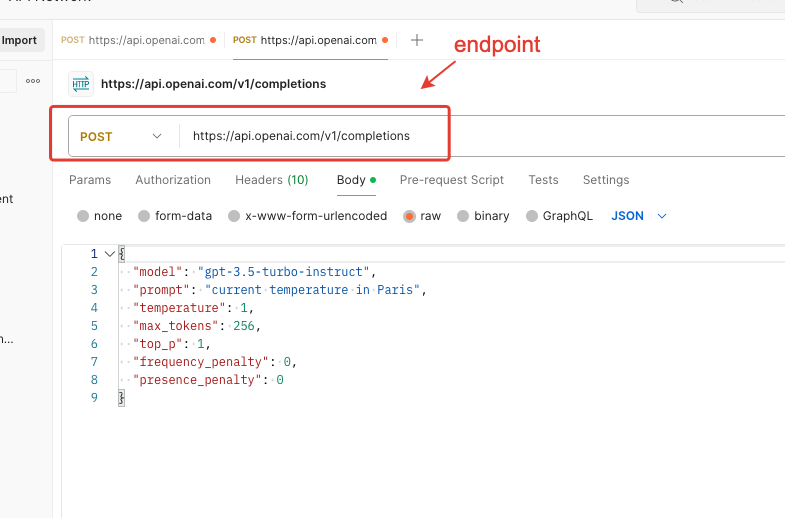 Import
POST https://api.openai.com
POST https://api.openai.com
endpoint
HTTP https://api.openai.com/v1/completions
POST https://api.openai.com/v1/completions
Params Authorization Headers (10) Body Pre-request Script Tests Settings
none form-data x-www-form-urlencoded raw binary GraphQL JSON
1 {
2 "model": "gpt-3.5-turbo-instruct",
3 "prompt": "current temperature in Paris",
4 "temperature": 1,
5 "max_tokens": 256,
6 "top_p": 1,
7 "frequency_penalty": 0,
8 "presence_penalty": 0
9 }